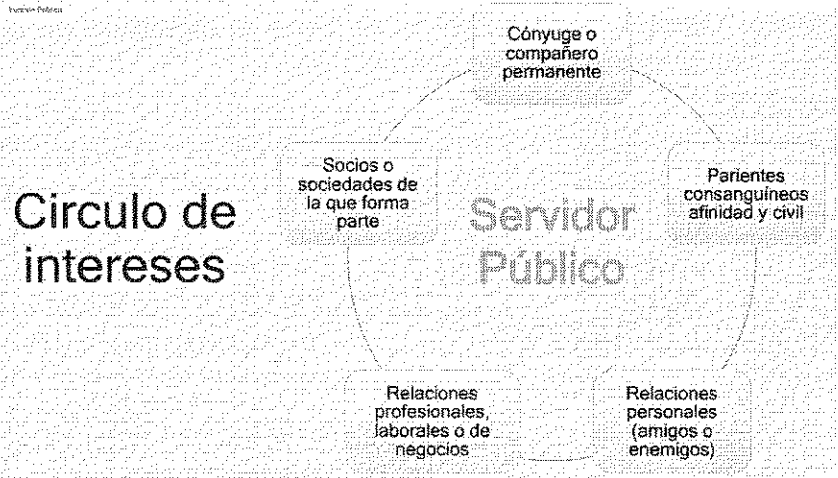 Cónyuge o
compañero
permanente
Socios o
sociedades de
la que forma
parte
Parientes
consanguíneos
afinidad y civil
Circulo de
intereses
Servidor
Público
Relaciones
profesionales,
laborales o de
negocios
Relaciones
personales
(amigos o
enemigos)